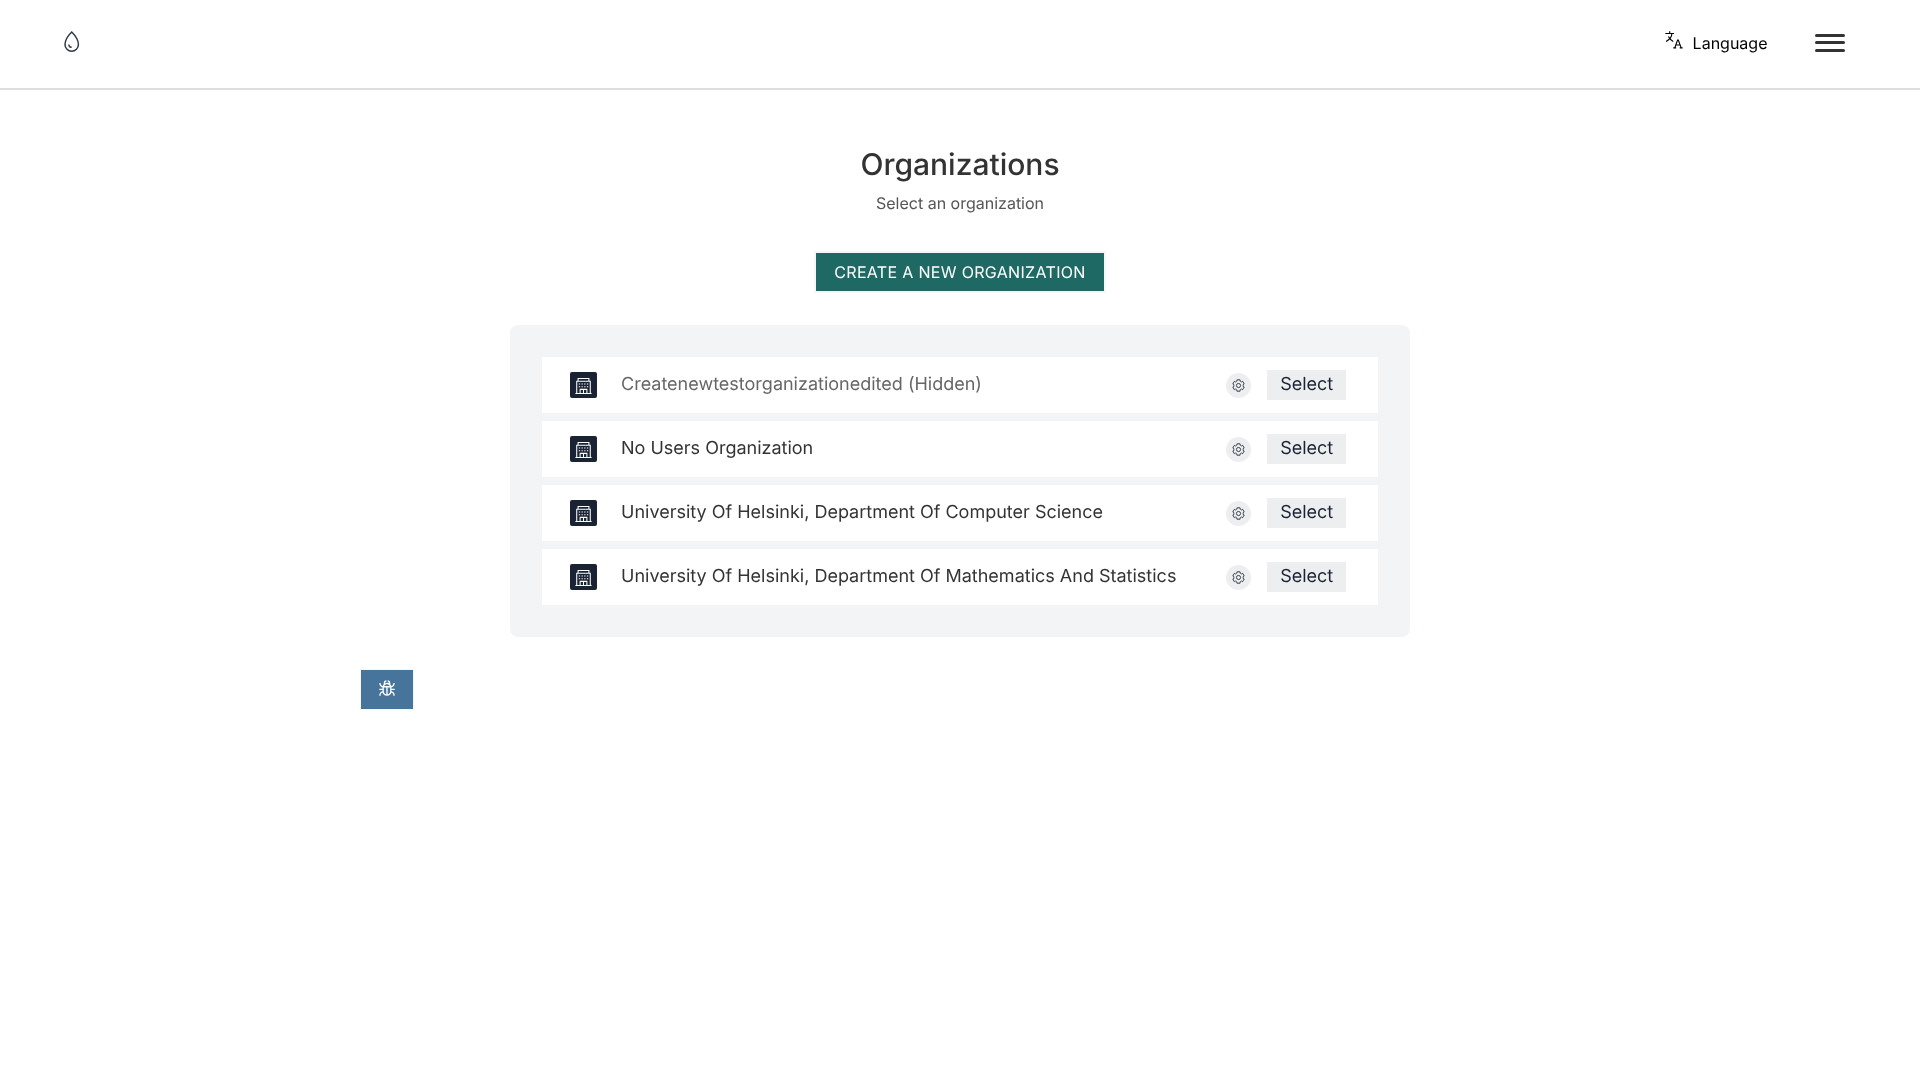 Language
Organizations
Select an organization
CREATE A NEW ORGANIZATION
Createnewtestorganizationedited (Hidden)
Select
No Users Organization
Select
University Of Helsinki, Department Of Computer Science
Select
University Of Helsinki, Department Of Mathematics And Statistics
Select